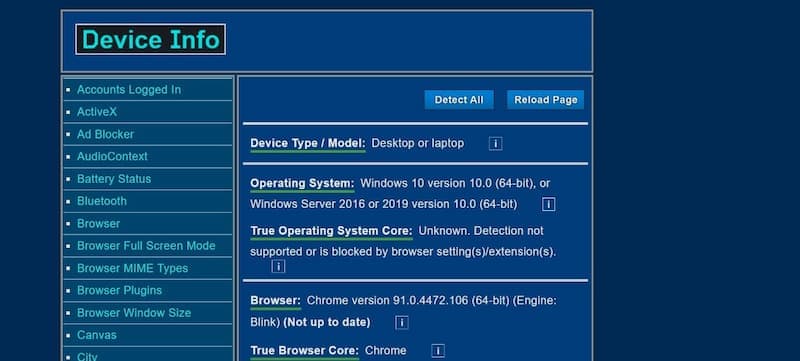 Device Info
Accounts Logged In
ActiveX
Ad Blocker
AudioContext
Battery Status
Bluetooth
Browser
Browser Full Screen Mode
Browser MIME Types
Browser Plugins
Browser Window Size
Canvas
City
Detect All Reload Page
Device Type / Model: Desktop or laptop i
Operating System: Windows 10 version 10.0 (64-bit), or
Windows Server 2016 or 2019 version 10.0 (64-bit) i
True Operating System Core: Unknown. Detection not
supported or is blocked by browser setting(s)/extension(s).
i
Browser: Chrome version 91.0.4472.106 (64-bit) (Engine:
Blink) (Not up to date) i
True Browser Core: Chrome i